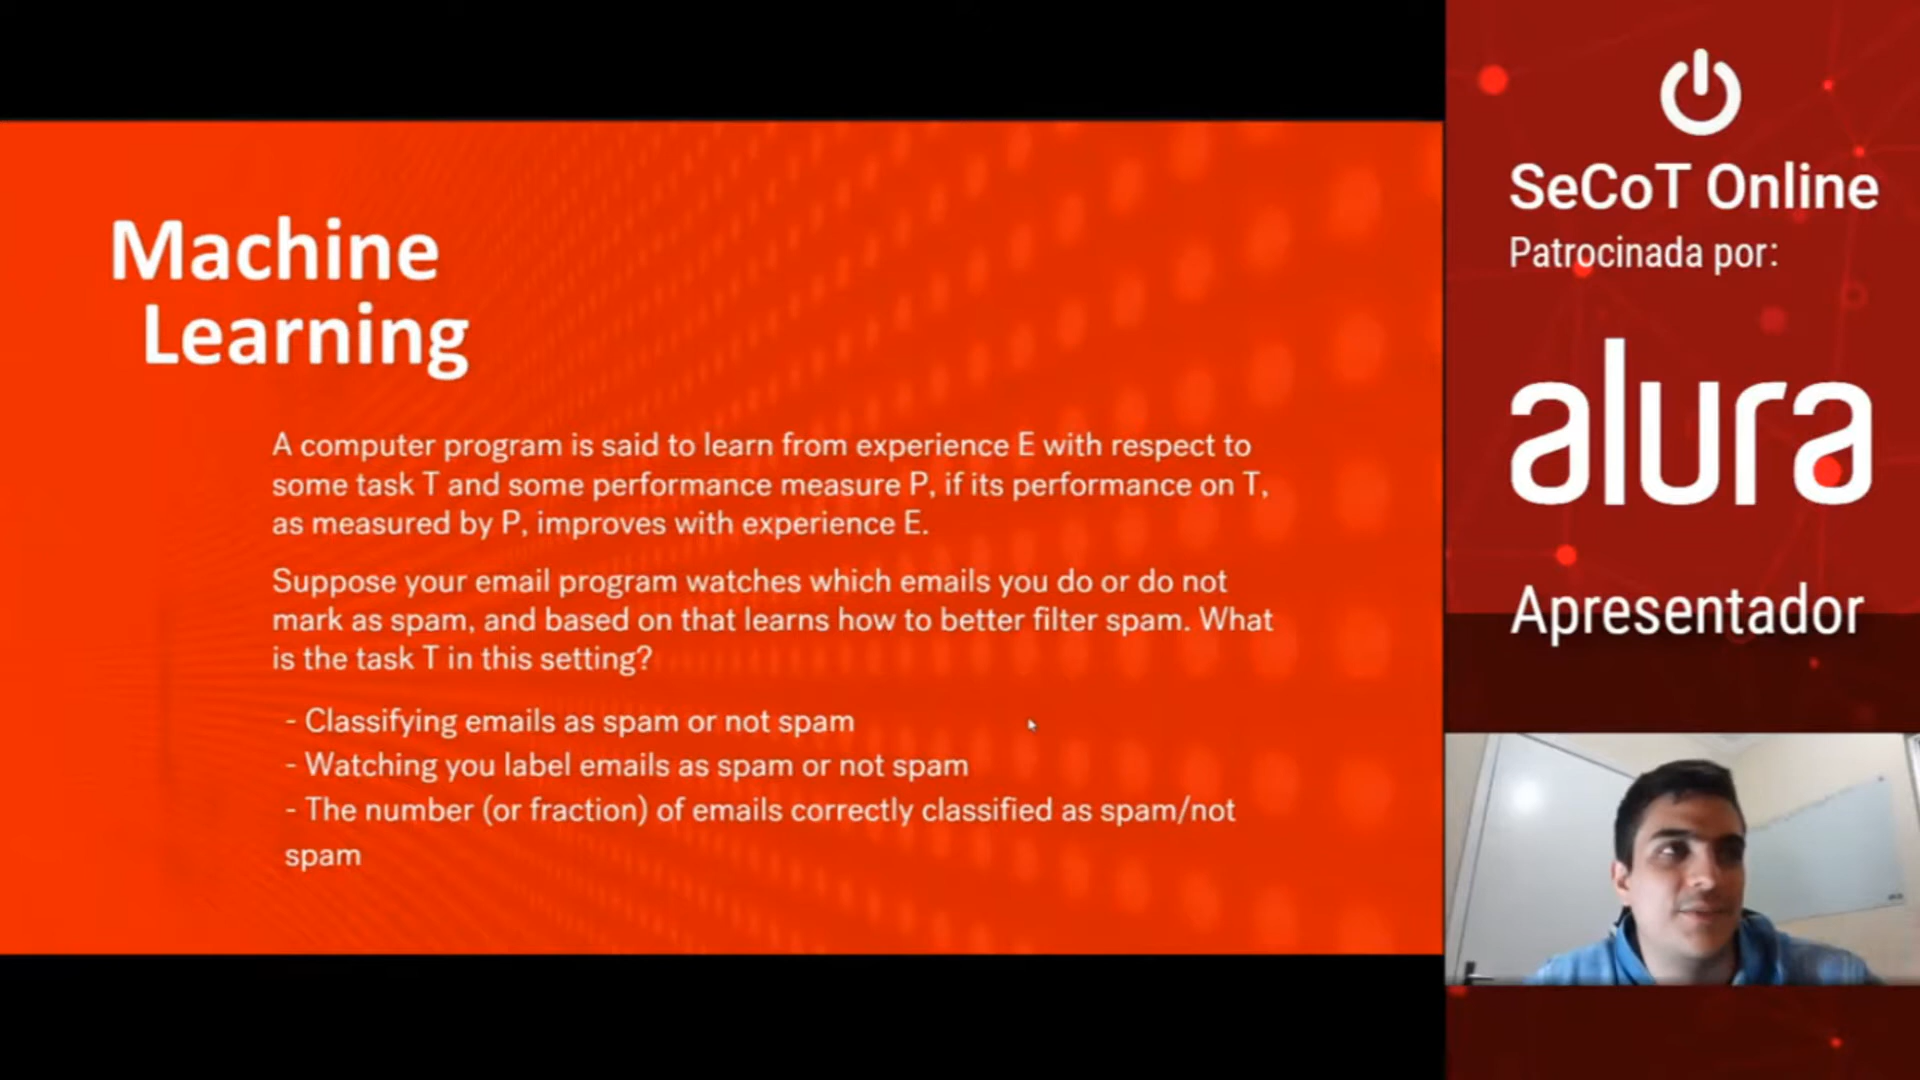 Machine
Learning
A computer program is said to learn from experience E with respect to
some task T and some performance measure P, if its performance on T,
as measured by P, improves with experience E.
Suppose your email program watches which emails you do or do not
mark as spam, and based on that learns how to better filter spam. What
is the task T in this setting?
- Classifying emails as spam or not spam
- Watching you label emails as spam or not spam
- The number (or fraction) of emails correctly classified as spam/not
spam
SeCoT Online
Patrocinada por:
alura
Apresentador